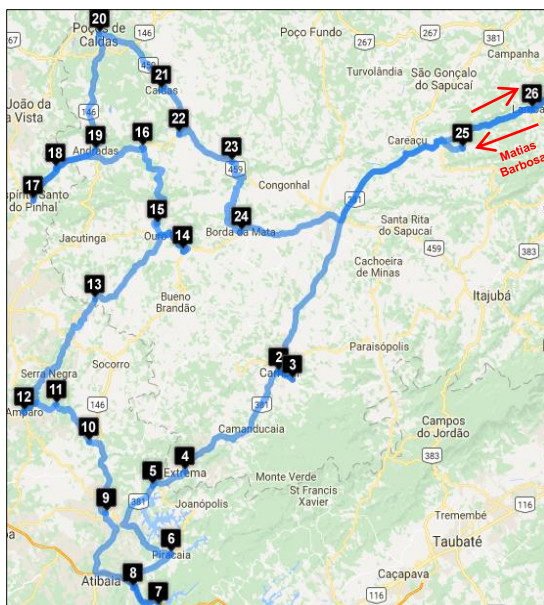 20
Poços de
Caldas
146
267
Poço Fundo
381
267
267
Campanha
459
21
Caldas
Turvolândia
São Gonçalo
do Sapucaí
26
João da
Vista
22
146
19
16
Andradas
23
459
Careaçu
25
Matias
Barbosa
18
17
Espírito Santo
do Pinhal
Congonhal
381
15
Ouro
14
24
Borda da Mata
Santa Rita
do Sapucaí
459
383
Jacutinga
Cachoeira
de Minas
13
Bueno
Brandão
Itajubá
2
3
Paraisópolis
Serra Negra
Socorro
12
11
Amparo
146
381
Camanducaia
Campos
do Jordão
10
4
5
Extrema
383
Monte Verde
St Francis
Xavier
9
381
Joanópolis
Tremembé
116
6
Piracaia
Taubaté
Atibaia
8
7
Caçapava
116